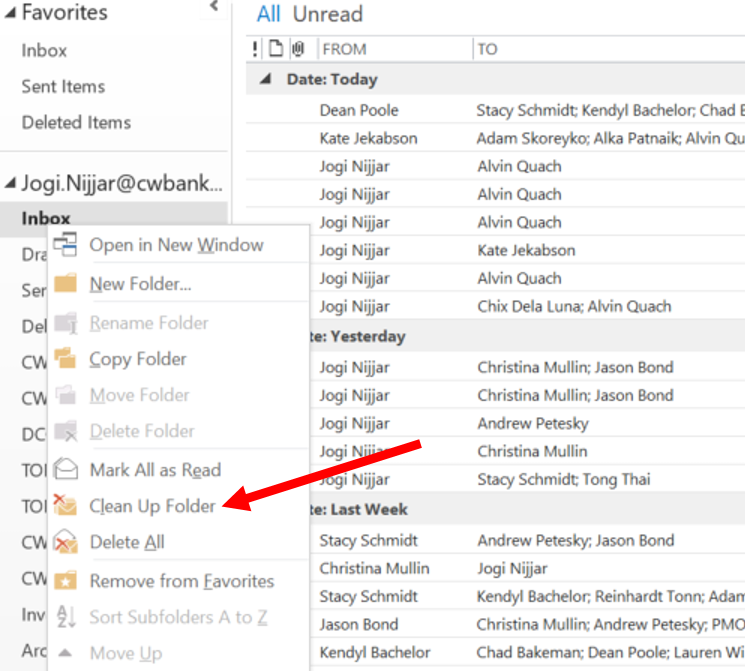 Favorites
Inbox
Sent Items
Deleted Items
Jogi.Nijjar@cwbank...
Inbox
Dra
Ser
Del
CW
CW
DC
TOI
TOI
CW
CW
Inv
Arc
Open in New Window
New Folder...
Rename Folder
Copy Folder
Move Folder
Delete Folder
Mark All as Read
Clean Up Folder
Delete All
Remove from Favorites
Sort Subfolders A to Z
Move Up
All Unread
! FROM TO
Date: Today
Dean Poole Stacy Schmidt; Kendyl Bachelor; Chad B
Kate Jekabson Adam Skoreyko; Alka Patnaik; Alvin Qu
Jogi Nijjar Alvin Quach
Jogi Nijjar Alvin Quach
Jogi Nijjar Alvin Quach
Jogi Nijjar Kate Jekabson
Jogi Nijjar Alvin Quach
Jogi Nijjar Chix Dela Luna; Alvin Quach
te: Yesterday
Jogi Nijjar Christina Mullin; Jason Bond
Jogi Nijjar Christina Mullin; Jason Bond
Jogi Nijjar Andrew Petesky
Jogi Nijjar Christina Mullin
Jogi Nijjar Stacy Schmidt; Tong Thai
te: Last Week
Stacy Schmidt Andrew Petesky; Jason Bond
Christina Mullin Jogi Nijjar
Stacy Schmidt Kendyl Bachelor; Reinhardt Tonn; Adam
Jason Bond Christina Mullin; Andrew Petesky; PMO
Kendyl Bachelor Chad Bakeman; Dean Poole; Lauren Wi